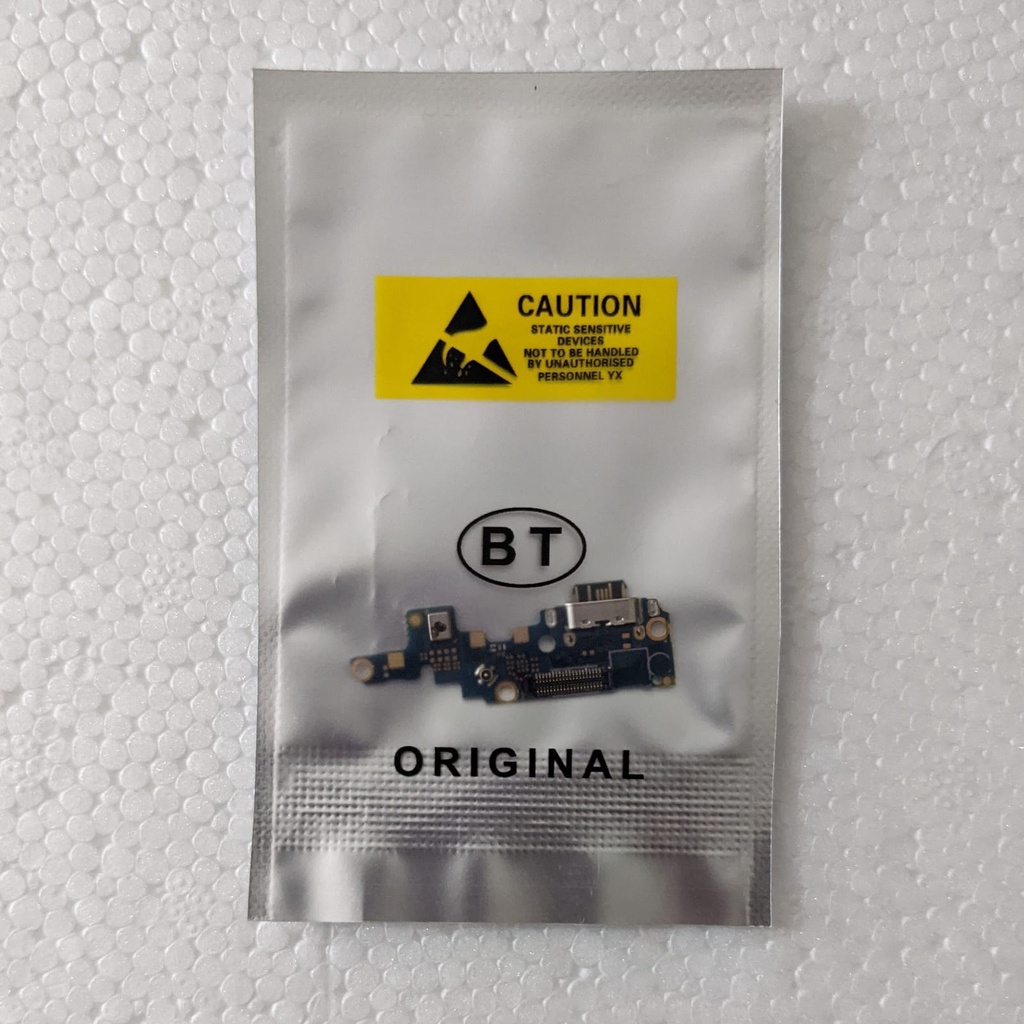 CAUTION
STATIC SENSITIVE
DEVICES
NOT TO BE HANDLED
BY UNAUTHORISED
PERSONNEL YX
BT
ORIGINAL